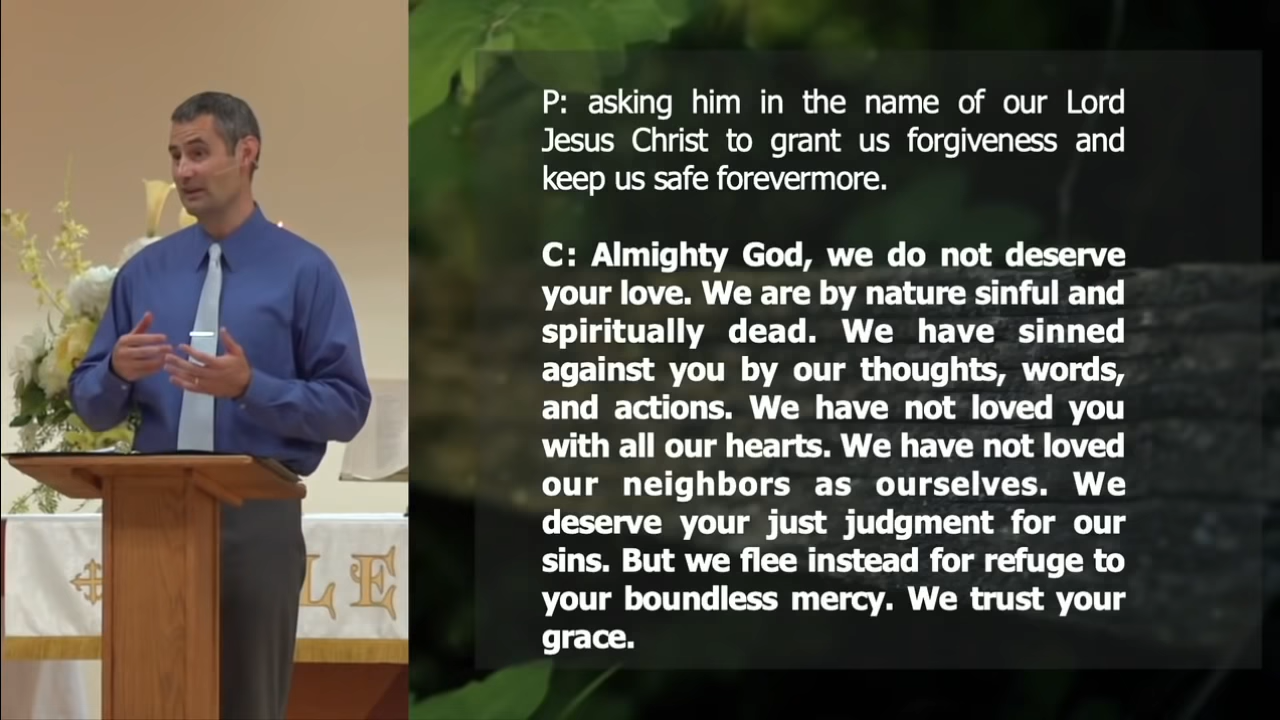 P: asking him in the name of our Lord
Jesus Christ to grant us forgiveness and
keep us safe forevermore.
C: Almighty God, we do not deserve
your love. We are by nature sinful and
spiritually dead. We have sinned
against you by our thoughts, words,
and actions. We have not loved you
with all our hearts. We have not loved
our neighbors as ourselves. We
deserve your just judgment for our
sins. But we flee instead for refuge to
your boundless mercy. We trust your
grace.
LE